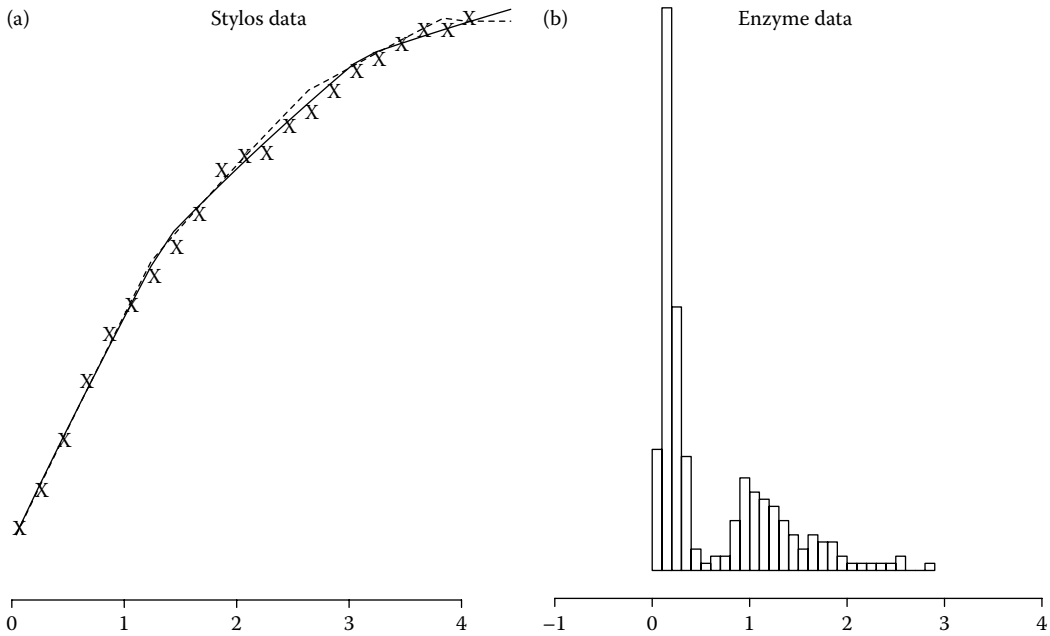 (a) Stylos data
X X X X X X X X X X X X X X X X X X X X X
0 1 2 3 4
(b) Enzyme data
−1 0 1 2 3 4